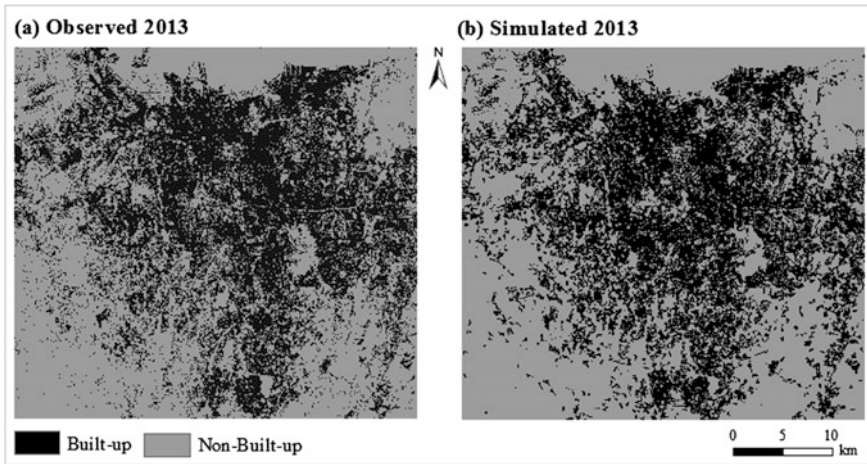 (a) Observed 2013
(b) Simulated 2013
N
Built-up
Non-Built-up
0 5 10
km